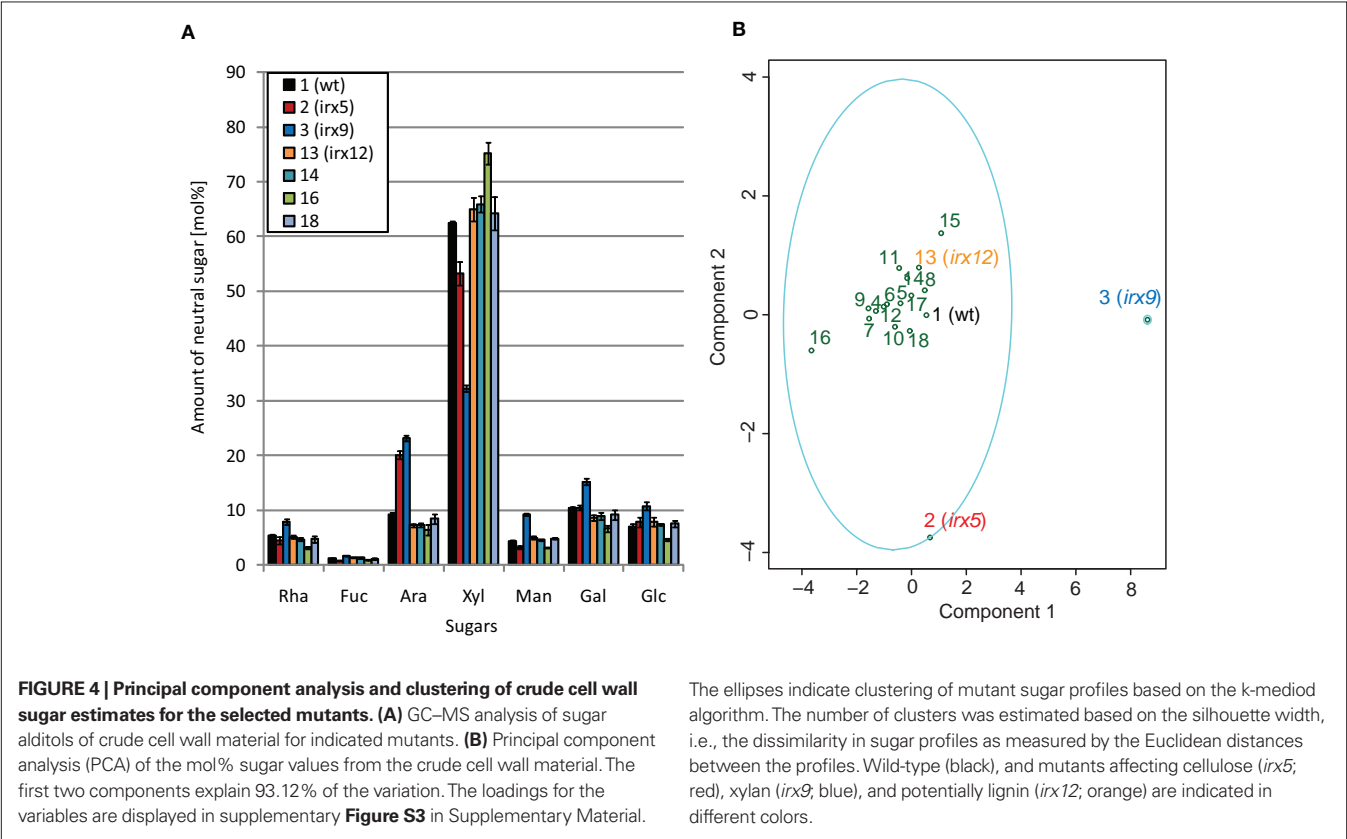 A
90
80
70
60
50
40
30
20
10
0
Amount of neutral sugar [mol%]
1 (wt)
2 (irx5)
3 (irx9)
13 (irx12)
14
16
18
Rha Fuc Ara Xyl Man Gal Glc
Sugars
B
4
2
0
−2
−4
Component 2
15
13 (irx12)
11
14 8
9 4 6 5 17
12
1 (wt)
7
10 18
16
3 (irx9)
2 (irx5)
−4 −2 0 2 4 6 8
Component 1
FIGURE 4 | Principal component analysis and clustering of crude cell wall
sugar estimates for the selected mutants. (A) GC–MS analysis of sugar
alditols of crude cell wall material for indicated mutants. (B) Principal component
analysis (PCA) of the mol% sugar values from the crude cell wall material. The
first two components explain 93.12% of the variation. The loadings for the
variables are displayed in supplementary Figure S3 in Supplementary Material.
The ellipses indicate clustering of mutant sugar profiles based on the k-mediod
algorithm. The number of clusters was estimated based on the silhouette width,
i.e., the dissimilarity in sugar profiles as measured by the Euclidean distances
between the profiles. Wild-type (black), and mutants affecting cellulose (irx5;
red), xylan (irx9; blue), and potentially lignin (irx12; orange) are indicated in
different colors.